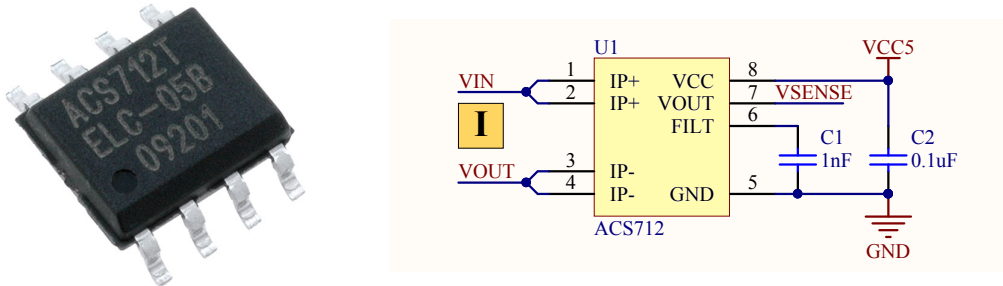 ACS712T
ELC-05B
09201
U1
VCC5
VIN
1
IP+
VCC
8
2
IP+
VOUT
7
VSENSE
I
FILT
6
C1
1nF
C2
0.1uF
VOUT
3
IP-
4
IP-
GND
5
ACS712
GND